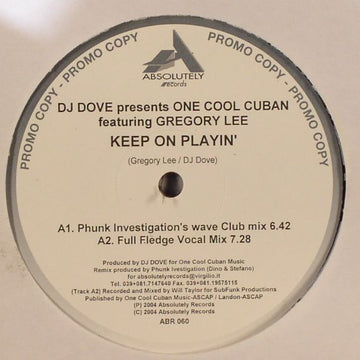 PROMO COPY - PROMO COPY
PROMO COPY - PROMO COPY
ABSOLUTELY
records
DJ DOVE presents ONE COOL CUBAN
featuring GREGORY LEE
KEEP ON PLAYIN'
(Gregory Lee / DJ Dove)
A1. Phunk Investigation's wave Club mix 6.42
A2. Full Fledge Vocal Mix 7.28
Produced by DJ DOVE for One Cool Cuban Music
Remix produced by Phunk Ivestigation (Dino & Stefano)
for absolutelyrecords@virgilio.it
Tel. 039+081.7147640 Fax. 039+081.19575115
(Track A2) Recorded and Mixed by Will Taylor for SubFunk Productions
Published by One Cool Cuban Music-ASCAP / Landon-ASCAP
(P) 2004 Absolutely Records
(C) 2004 Absolutely Records
ABR 060